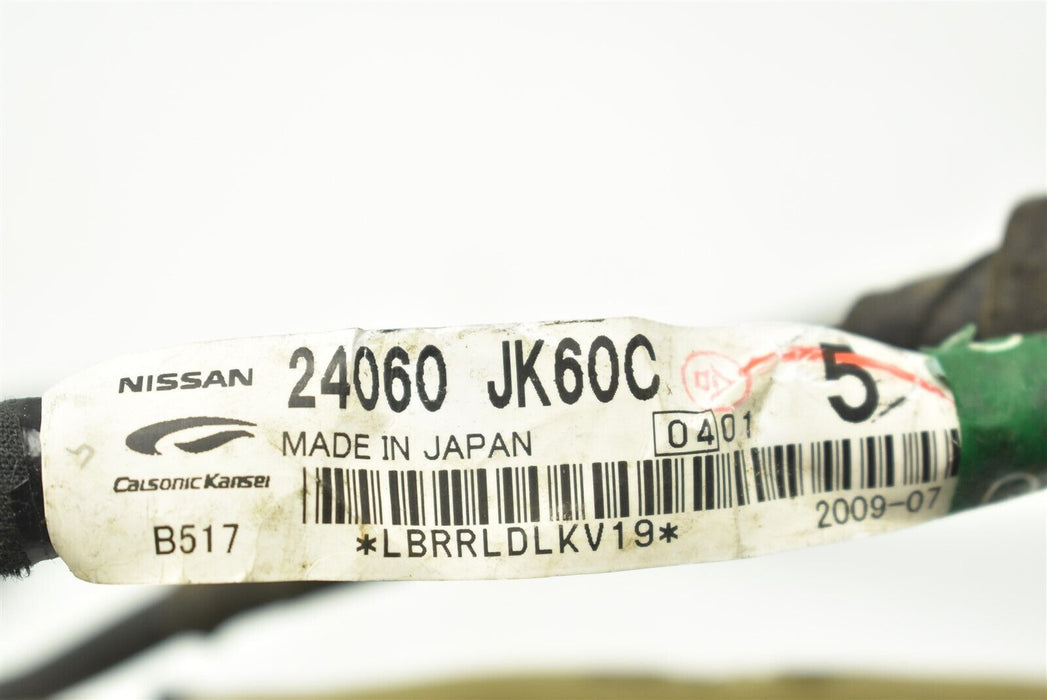 NISSAN 24060 JK60C 5
Calsonic Kansei MADE IN JAPAN 0401
B517 *LBRRLDLKV19* 2009-07